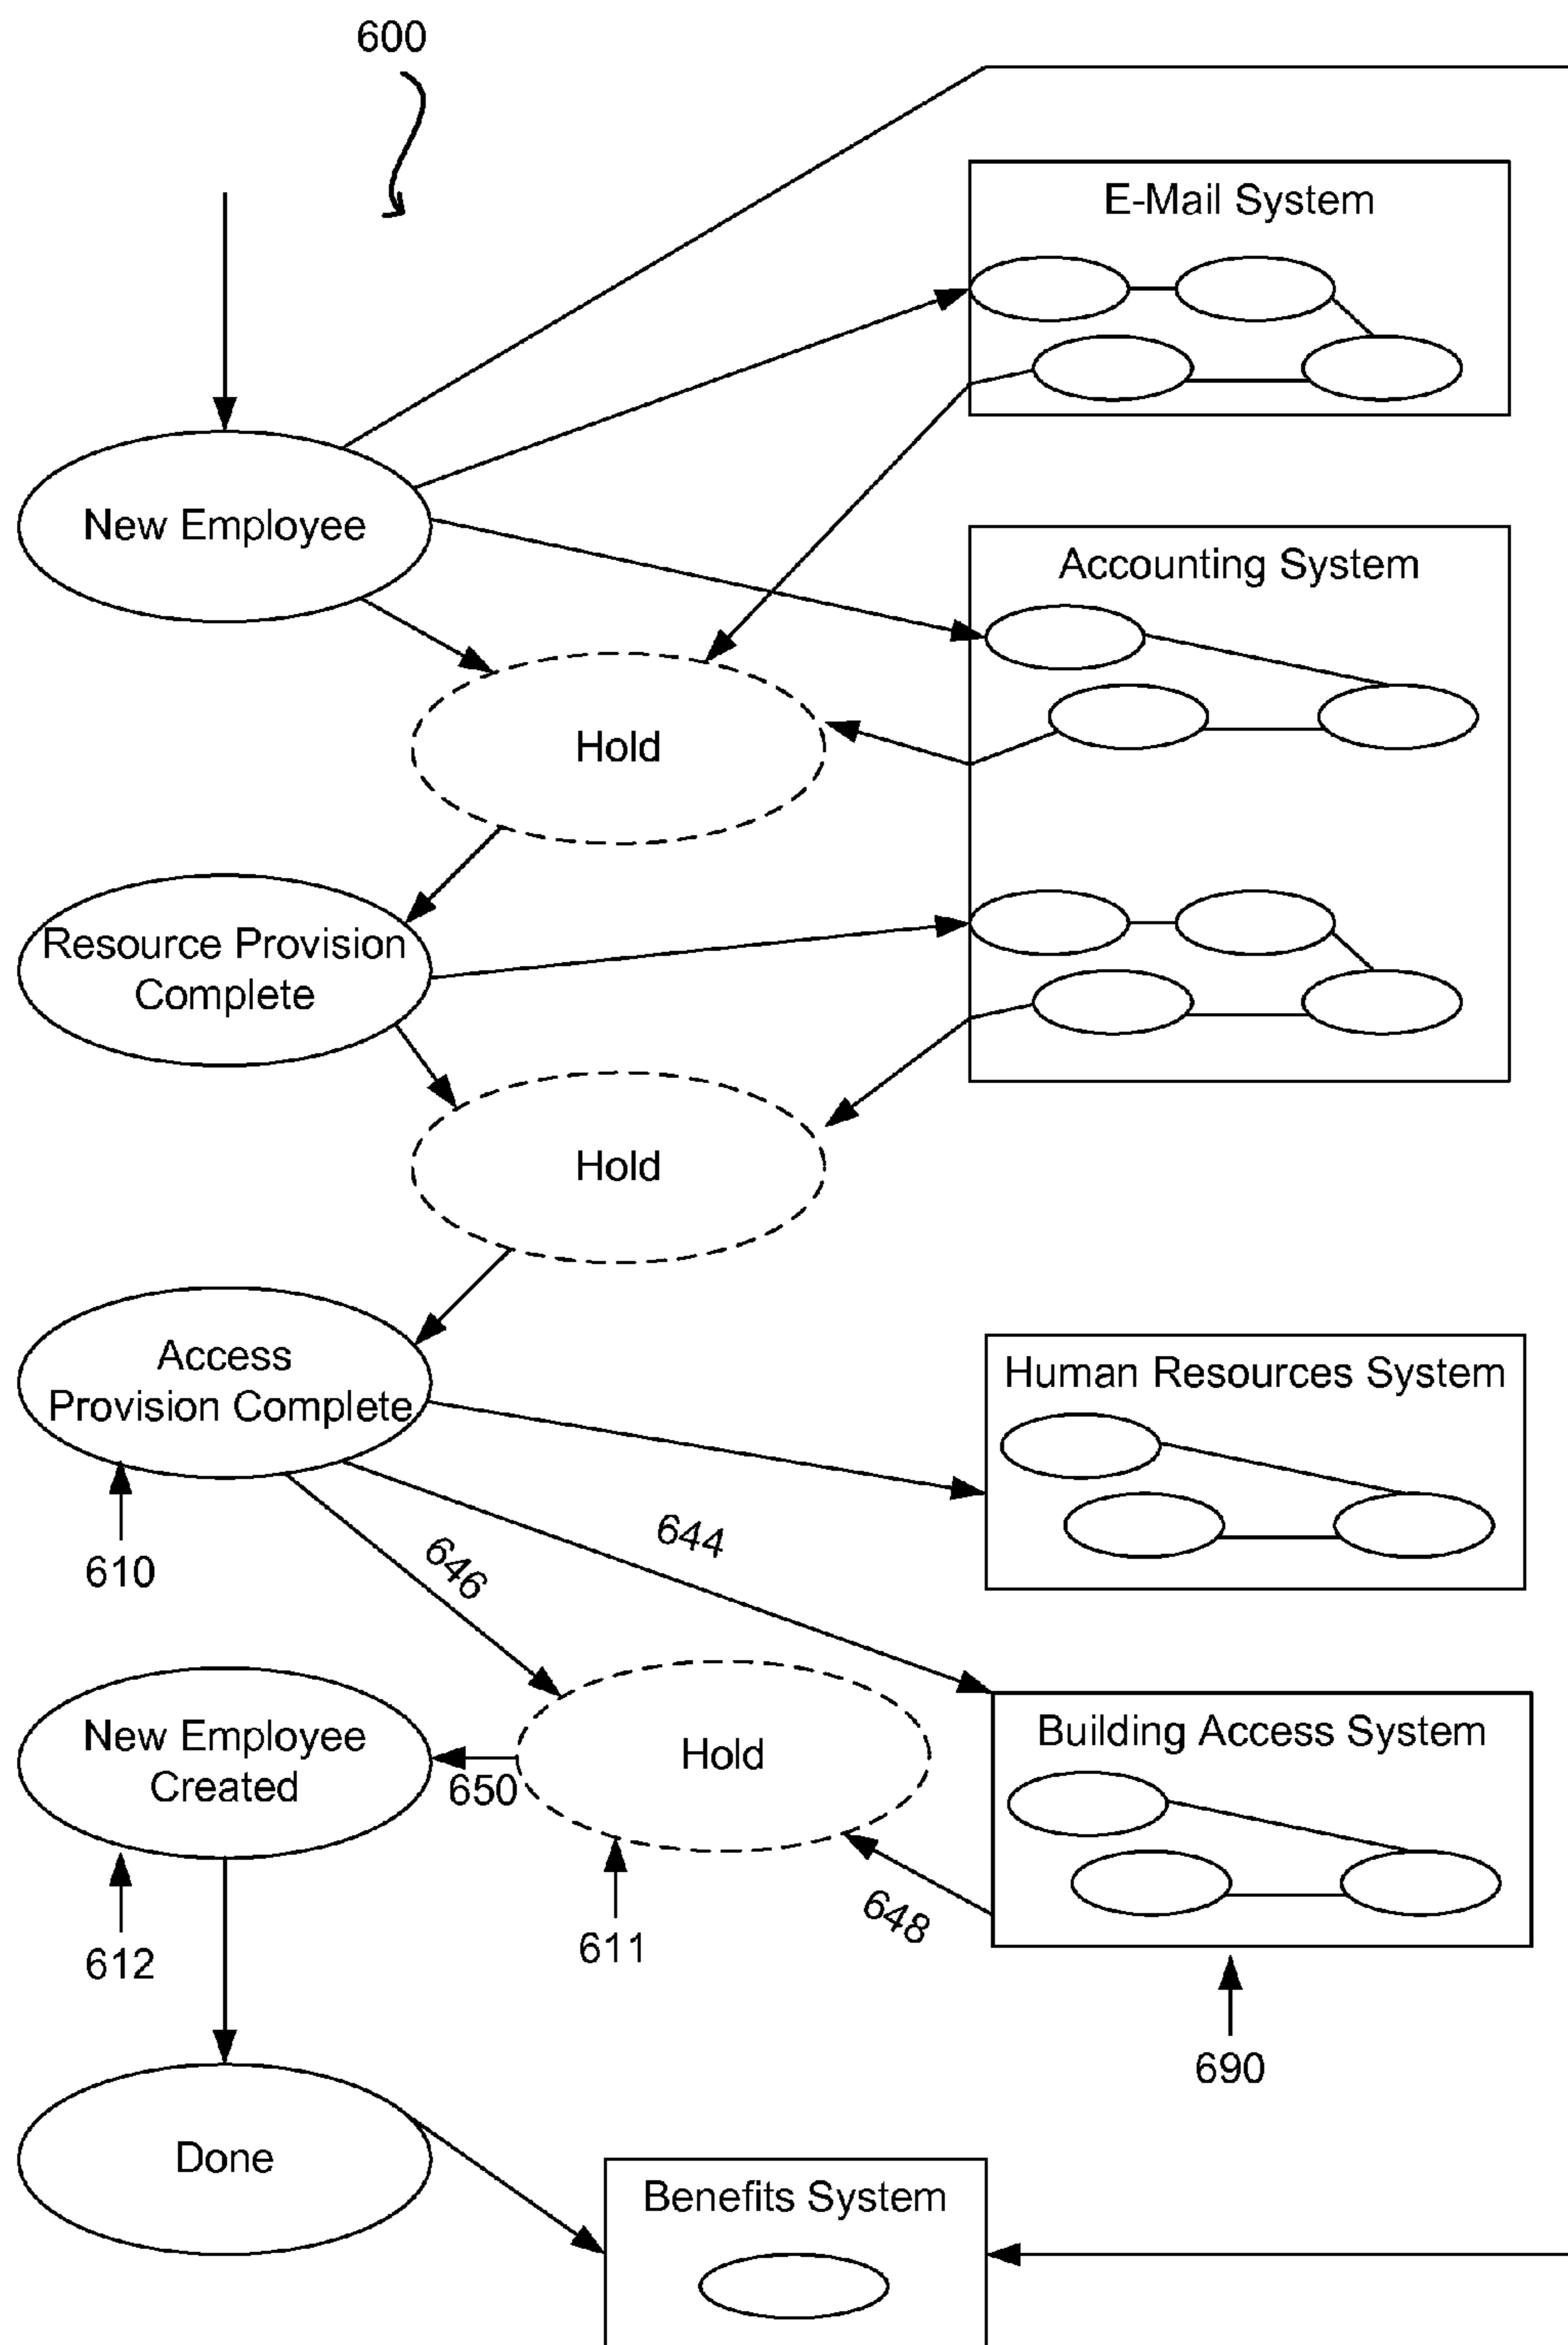 600
E-Mail System
New Employee
Accounting System
Hold
Resource Provision
Complete
Hold
Access
Provision Complete
Human Resources System
610
646
644
New Employee
Created
650
Hold
Building Access System
612
611
648
690
Done
Benefits System